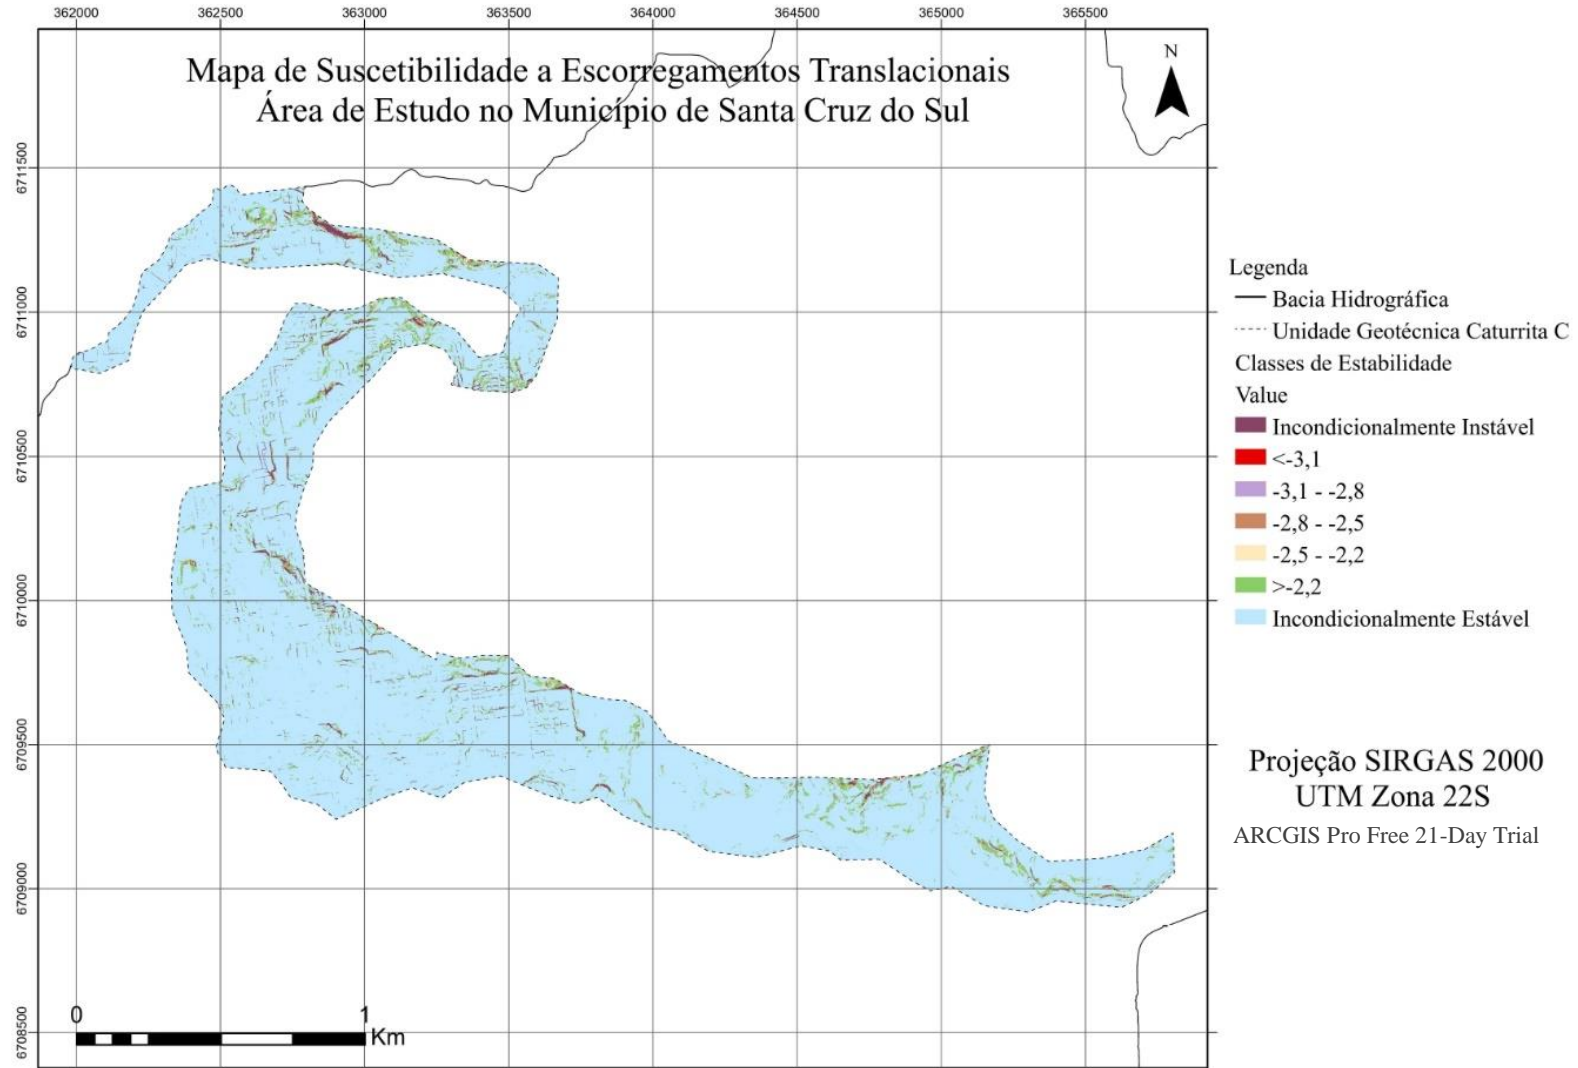 362000 362500 363000 363500 364000 364500 365000 365500
Mapa de Suscetibilidade a Escorregamentos Translacionais
Área de Estudo no Município de Santa Cruz do Sul
N
6711500
6711000
6710500
6710000
6709500
6709000
6708500
0 1
Km
Legenda
Bacia Hidrográfica
Unidade Geotécnica Caturrita C
Classes de Estabilidade
Value
Incondicionalmente Instável
<-3,1
-3,1 - -2,8
-2,8 - -2,5
-2,5 - -2,2
>-2,2
Incondicionalmente Estável
Projeção SIRGAS 2000
UTM Zona 22S
ARCGIS Pro Free 21-Day Trial